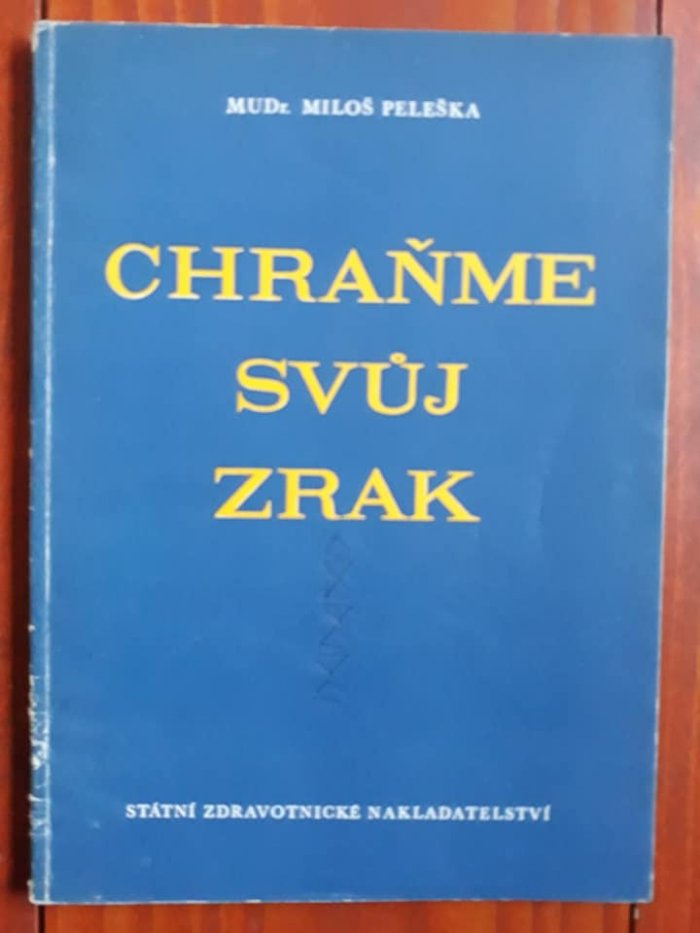 MUDr. MILOŠ PELEŠKA
CHRAŇME
SVŮJ
ZRAK
STÁTNÍ ZDRAVOTNICKÉ NAKLADATELSTVÍ